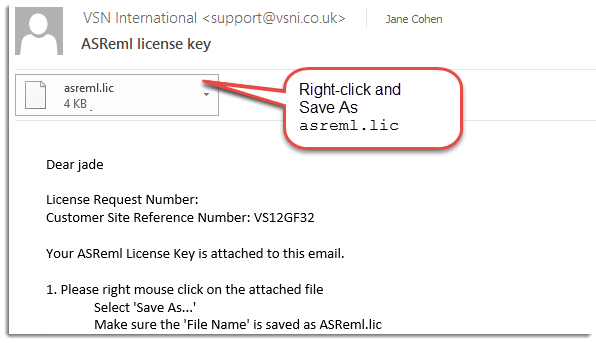 VSN International <support@vsni.co.uk>
Jane Cohen
ASReml license key
asreml.lic
4 KB
Right-click and
Save As
asreml.lic
Dear jade
License Request Number:
Customer Site Reference Number: VS12GF32
Your ASReml License Key is attached to this email.
1. Please right mouse click on the attached file
Select 'Save As...'
Make sure the 'File Name' is saved as ASReml.lic